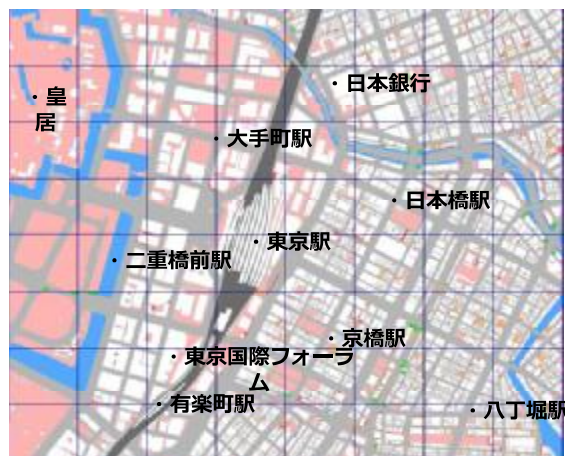 ・日本銀行
・皇
居
・大手町駅
・日本橋駅
・東京駅
・二重橋前駅
・京橋駅
・東京国際フォーラ
ム
・有楽町駅
・八丁堀駅